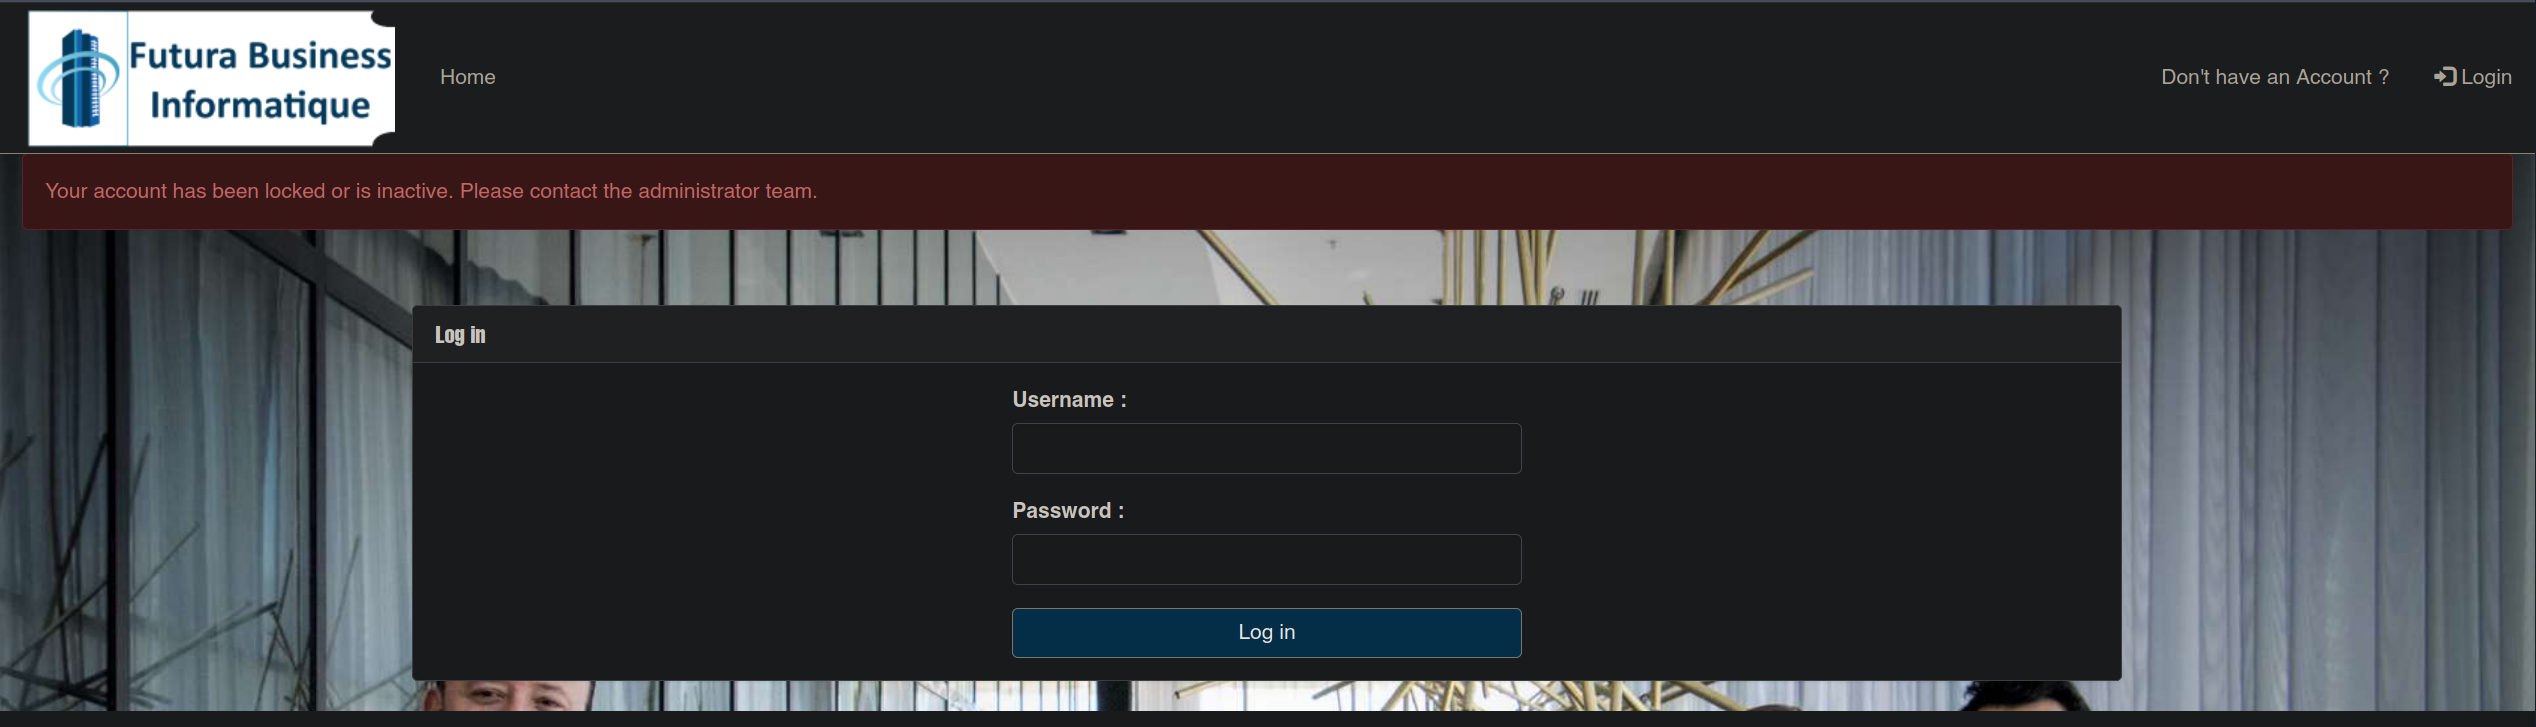 Futura Business
Informatique
Home
Don't have an Account ?
Login
Your account has been locked or is inactive. Please contact the administrator team.
Log in
Username :
Password :
Log in